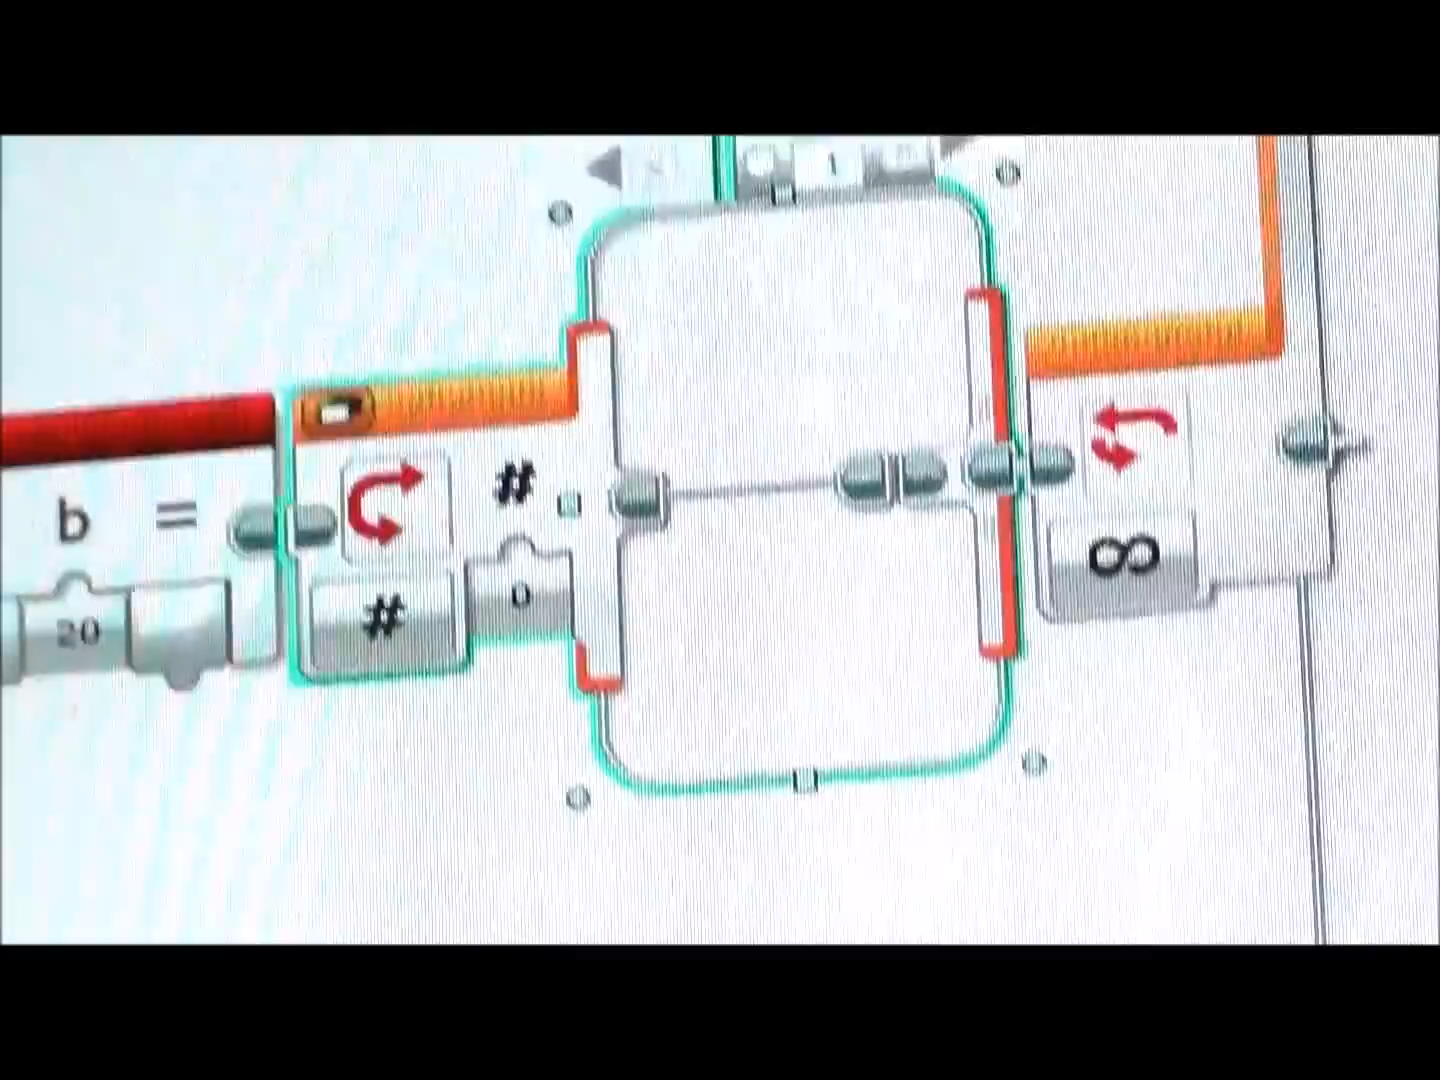 1
b = #
20 # 0 ∞